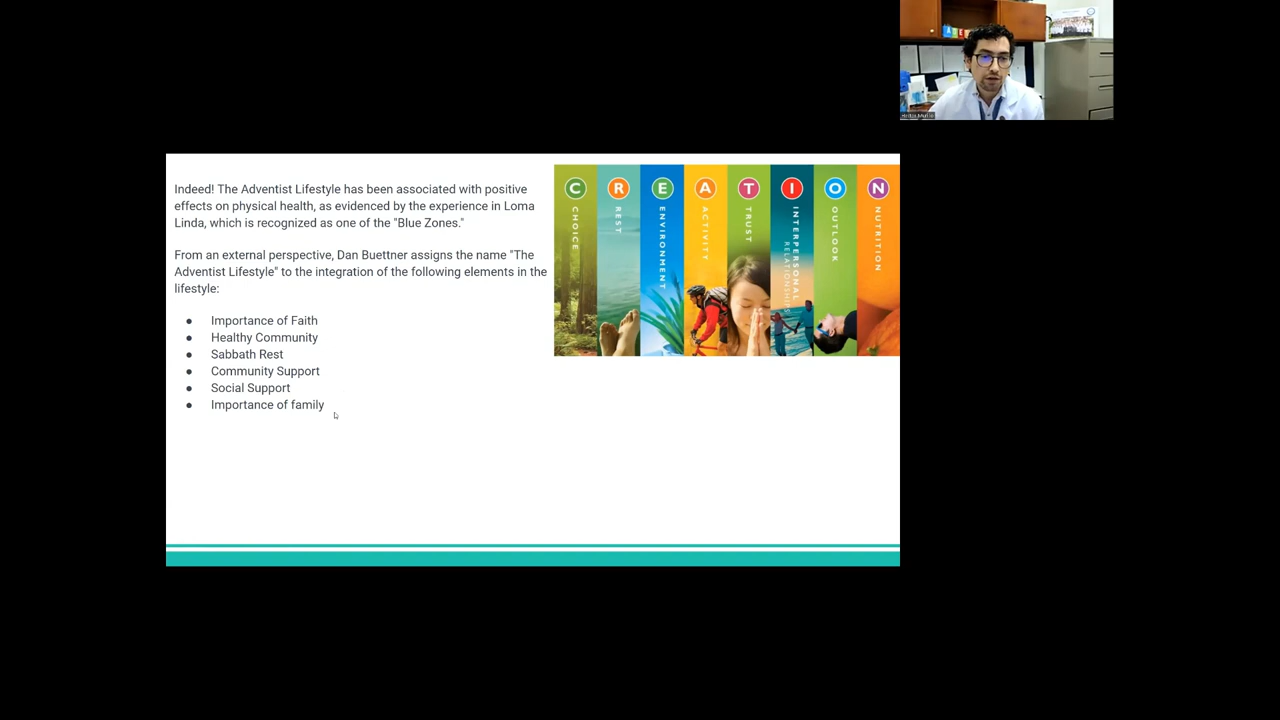 Indeed! The Adventist Lifestyle has been associated with positive
effects on physical health, as evidenced by the experience in Loma
Linda, which is recognized as one of the "Blue Zones."
From an external perspective, Dan Buettner assigns the name "The
Adventist Lifestyle" to the integration of the following elements in the
lifestyle:
● Importance of Faith
● Healthy Community
● Sabbath Rest
● Community Support
● Social Support
● Importance of family
C R E A T I O N
CHOICE
REST
ENVIRONMENT
ACTIVITY
TRUST
INTERPERSONAL
RELATIONSHIPS
OUTLOOK
NUTRITION